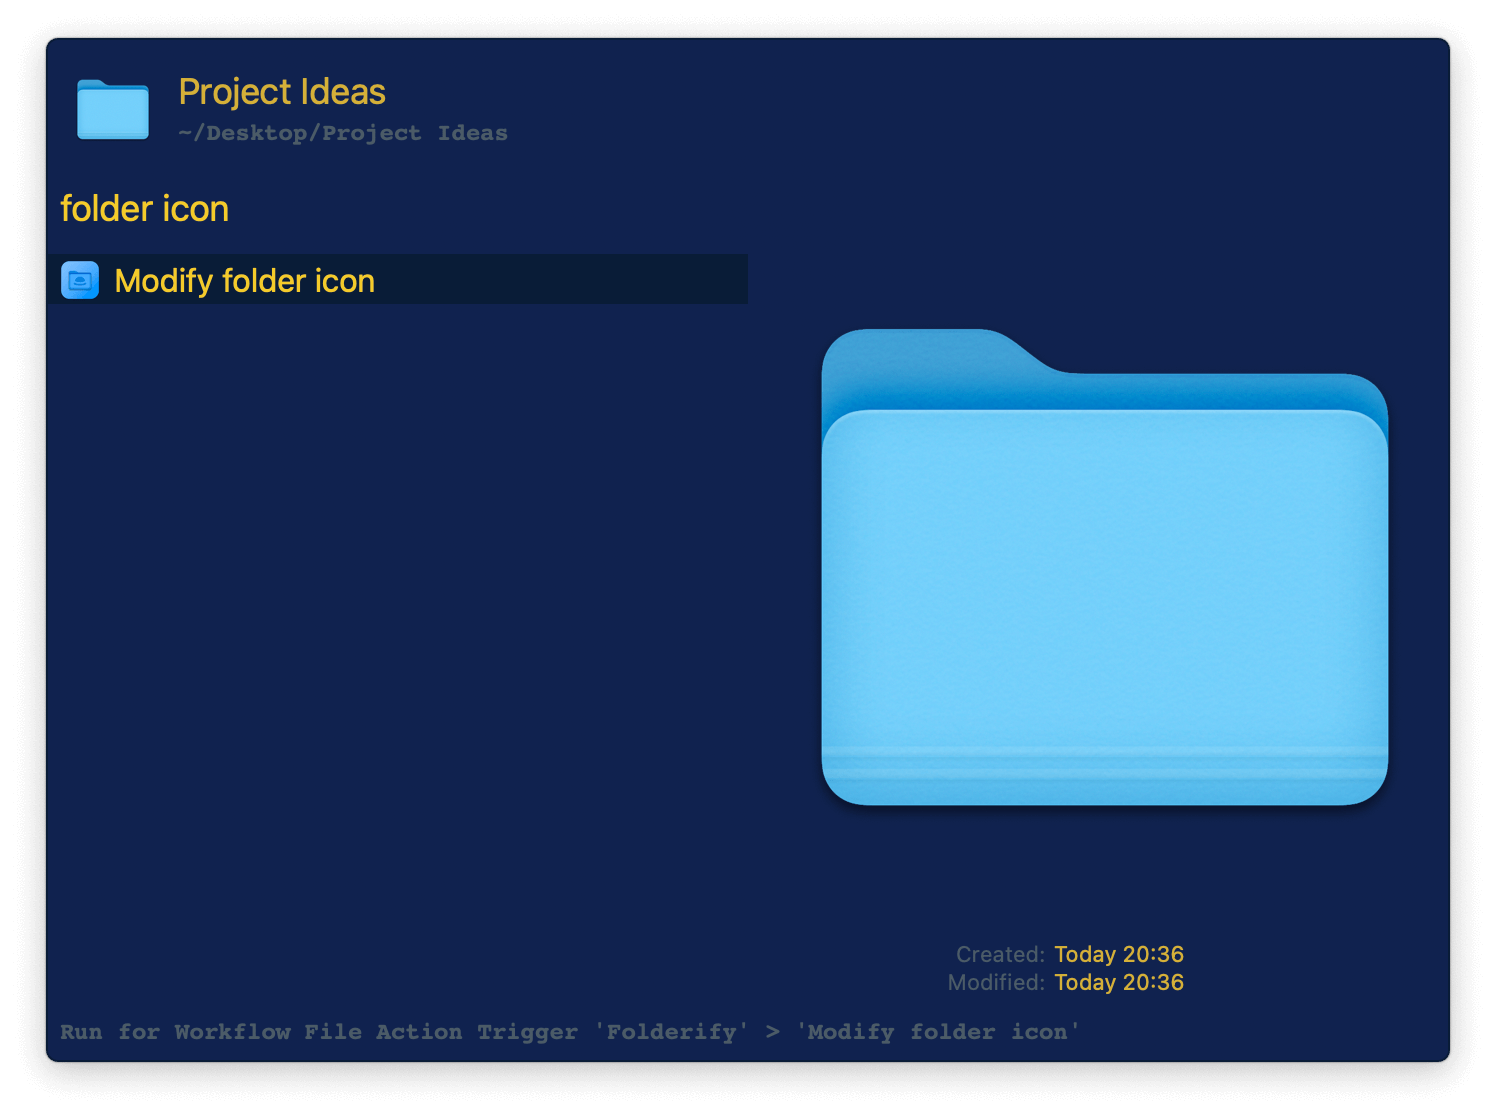 Project Ideas
~/Desktop/Project Ideas
folder icon
Modify folder icon
Created: Today 20:36
Modified: Today 20:36
Run for Workflow File Action Trigger 'Folderify' > 'Modify folder icon'